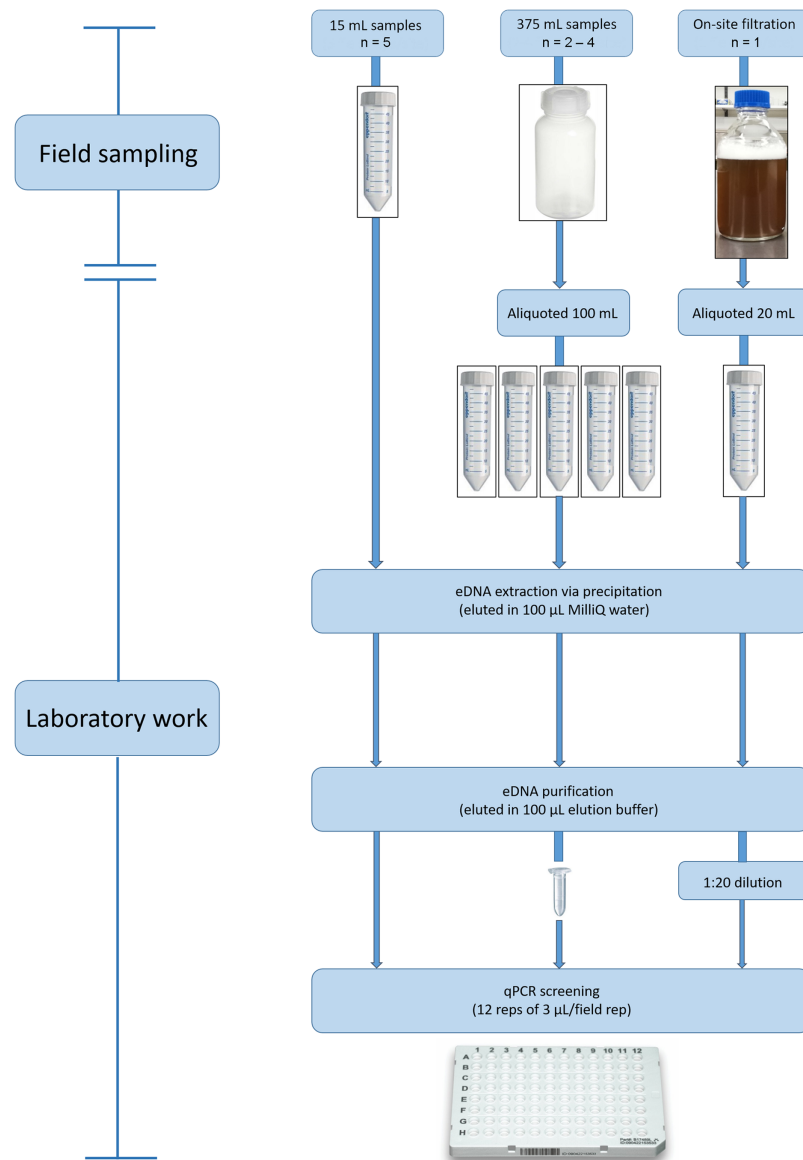 15 mL samples
n = 5
375 mL samples
n = 2 – 4
On-site filtration
n = 1
Field sampling
Aliquoted 100 mL
Aliquoted 20 mL
eDNA extraction via precipitation
(eluted in 100 µL MilliQ water)
Laboratory work
eDNA purification
(eluted in 100 µL elution buffer)
1:20 dilution
qPCR screening
(12 reps of 3 µL/field rep)
1 2 3 4 5 6 7 8 9 10 11 12
A
B
C
D
E
F
G
H